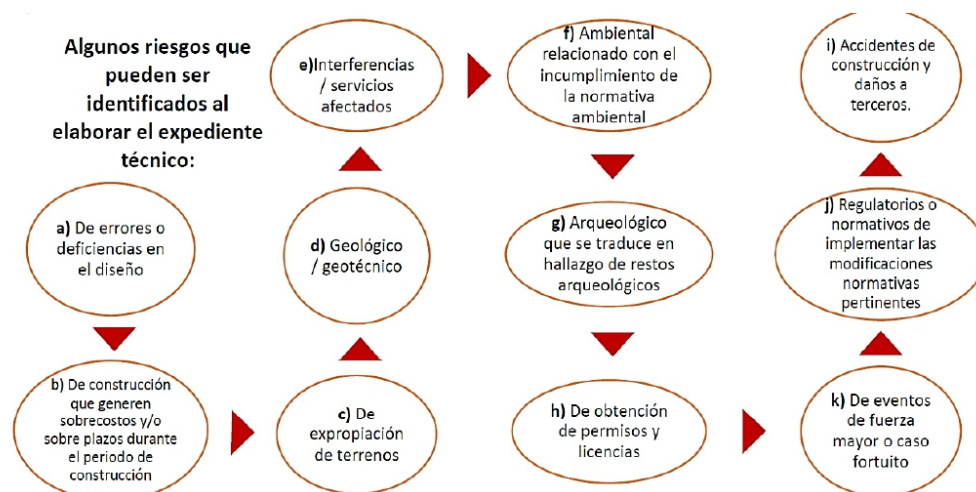 Algunos riesgos que
pueden ser
identificados al
elaborar el expediente
técnico:
a) De errores o
deficiencias en
el diseño
b) De construcción
que generen
sobrecostos y/o
sobre plazos durante
el periodo de
construcción
c) De
expropiación
de terrenos
d) Geológico
/ geotécnico
e)Interferencias
/ servicios
afectados
f) Ambiental
relacionado con el
incumplimiento de
la normativa
ambiental
g) Arqueológico
que se traduce en
hallazgo de restos
arqueológicos
h) De obtención
de permisos y
licencias
k) De eventos
de fuerza
mayor o caso
fortuito
j) Regulatorios o
normativos de
implementar las
modificaciones
normativas
pertinentes
i) Accidentes de
construcción y
daños a
terceros.